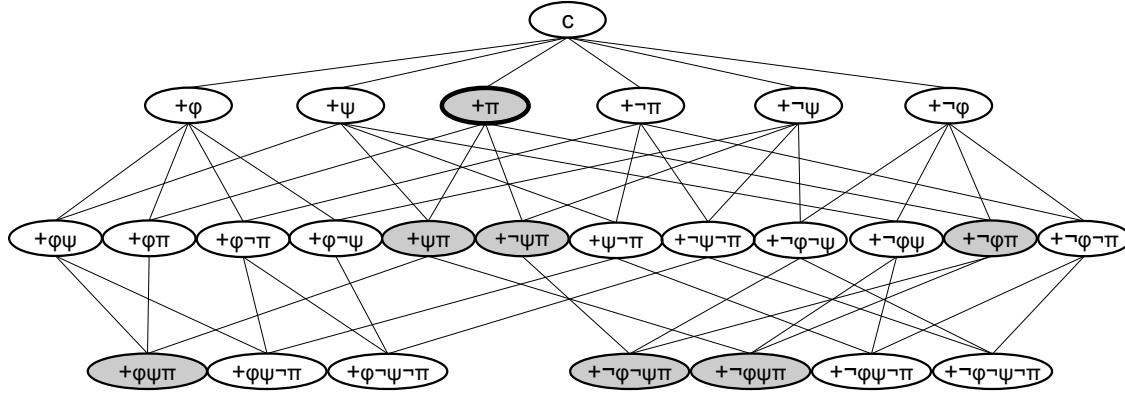 c
+φ +ψ +π +¬π +¬ψ +¬φ
+φψ +φπ +φ¬π +φ¬ψ +ψπ +¬ψπ +ψ¬π +¬ψ¬π +¬φ¬ψ +¬φψ +¬φπ +¬φ¬π
+φψπ +φψ¬π +φ¬ψ¬π +¬φ¬ψπ +¬φψπ +¬φψ¬π +¬φ¬ψ¬π